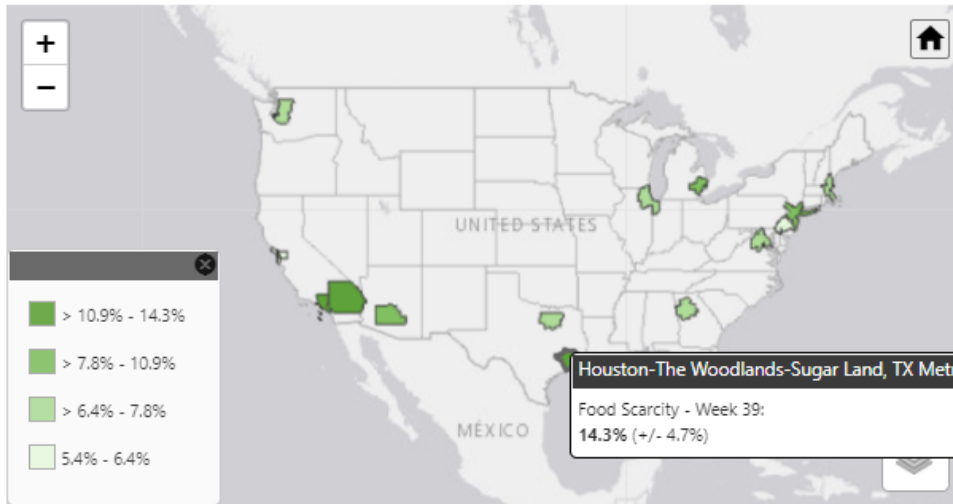 +
−
UNITED STATES
> 10.9% - 14.3%
> 7.8% - 10.9%
> 6.4% - 7.8%
5.4% - 6.4%
Houston-The Woodlands-Sugar Land, TX Metr
Food Scarcity - Week 39:
14.3% (+/- 4.7%)
MÉXICO